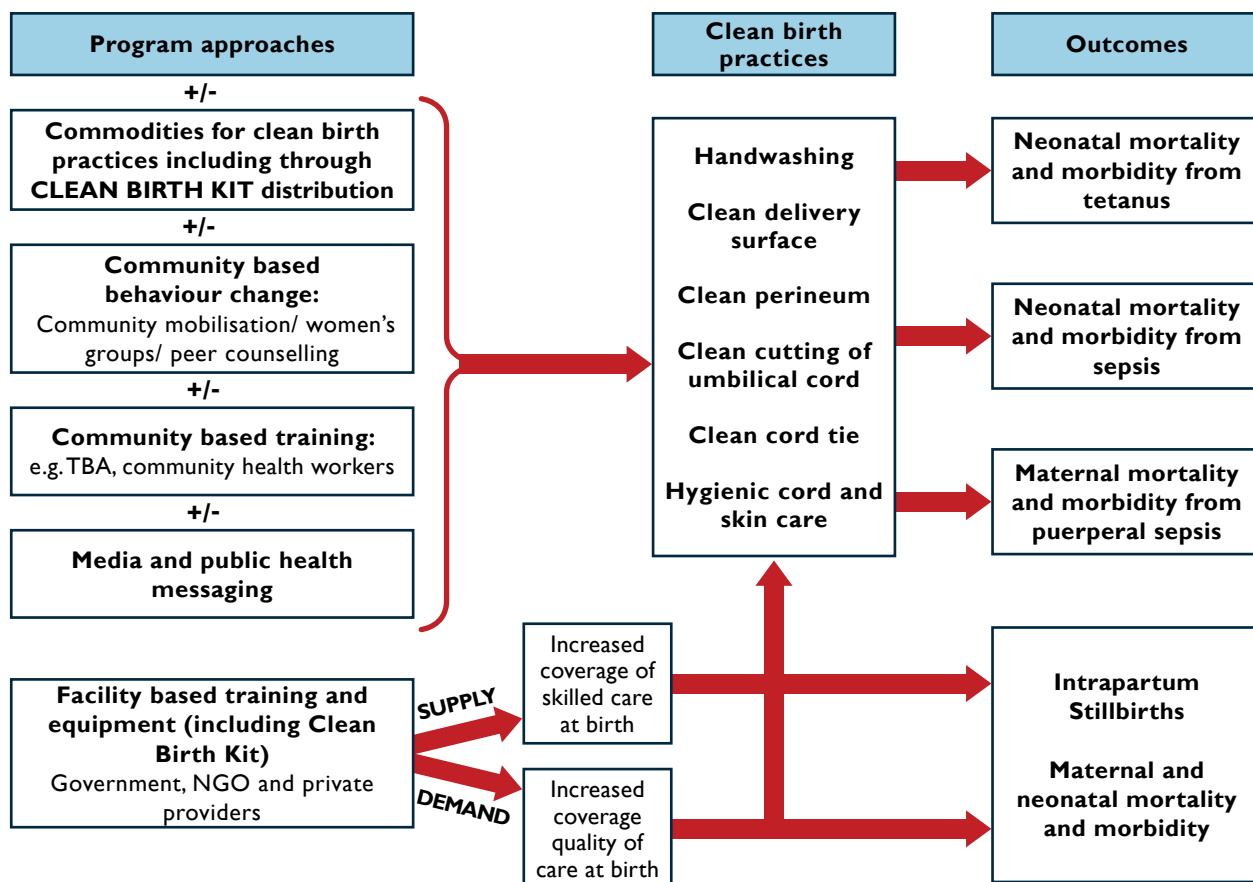 Program approaches
+/-
Commodities for clean birth
practices including through
CLEAN BIRTH KIT distribution
+/-
Community based
behaviour change:
Community mobilisation/ women's
groups/ peer counselling
+/-
Community based training:
e.g. TBA, community health workers
+/-
Media and public health
messaging
Facility based training and
equipment (including Clean
Birth Kit)
Government, NGO and private
providers
SUPPLY
DEMAND
Increased
coverage of
skilled care
at birth
Increased
coverage
quality of
care at birth
Clean birth
practices
Handwashing
Clean delivery
surface
Clean perineum
Clean cutting of
umbilical cord
Clean cord tie
Hygienic cord and
skin care
Outcomes
Neonatal mortality
and morbidity from
tetanus
Neonatal mortality
and morbidity from
sepsis
Maternal mortality
and morbidity from
puerperal sepsis
Intrapartum
Stillbirths
Maternal and
neonatal mortality
and morbidity